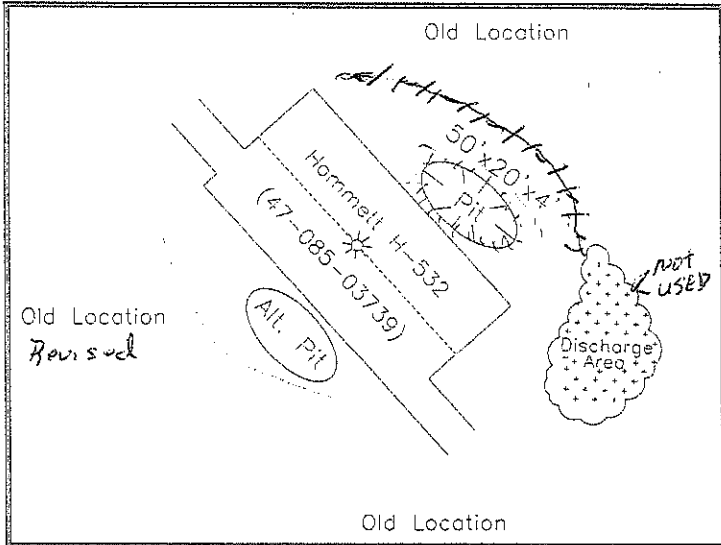 Old Location
50'x20'x4'
Pit
Hammett H-532
(47-085-03739)
NOT
USED
Discharge
Area
Old Location
Revised
Alt. Pit
Old Location